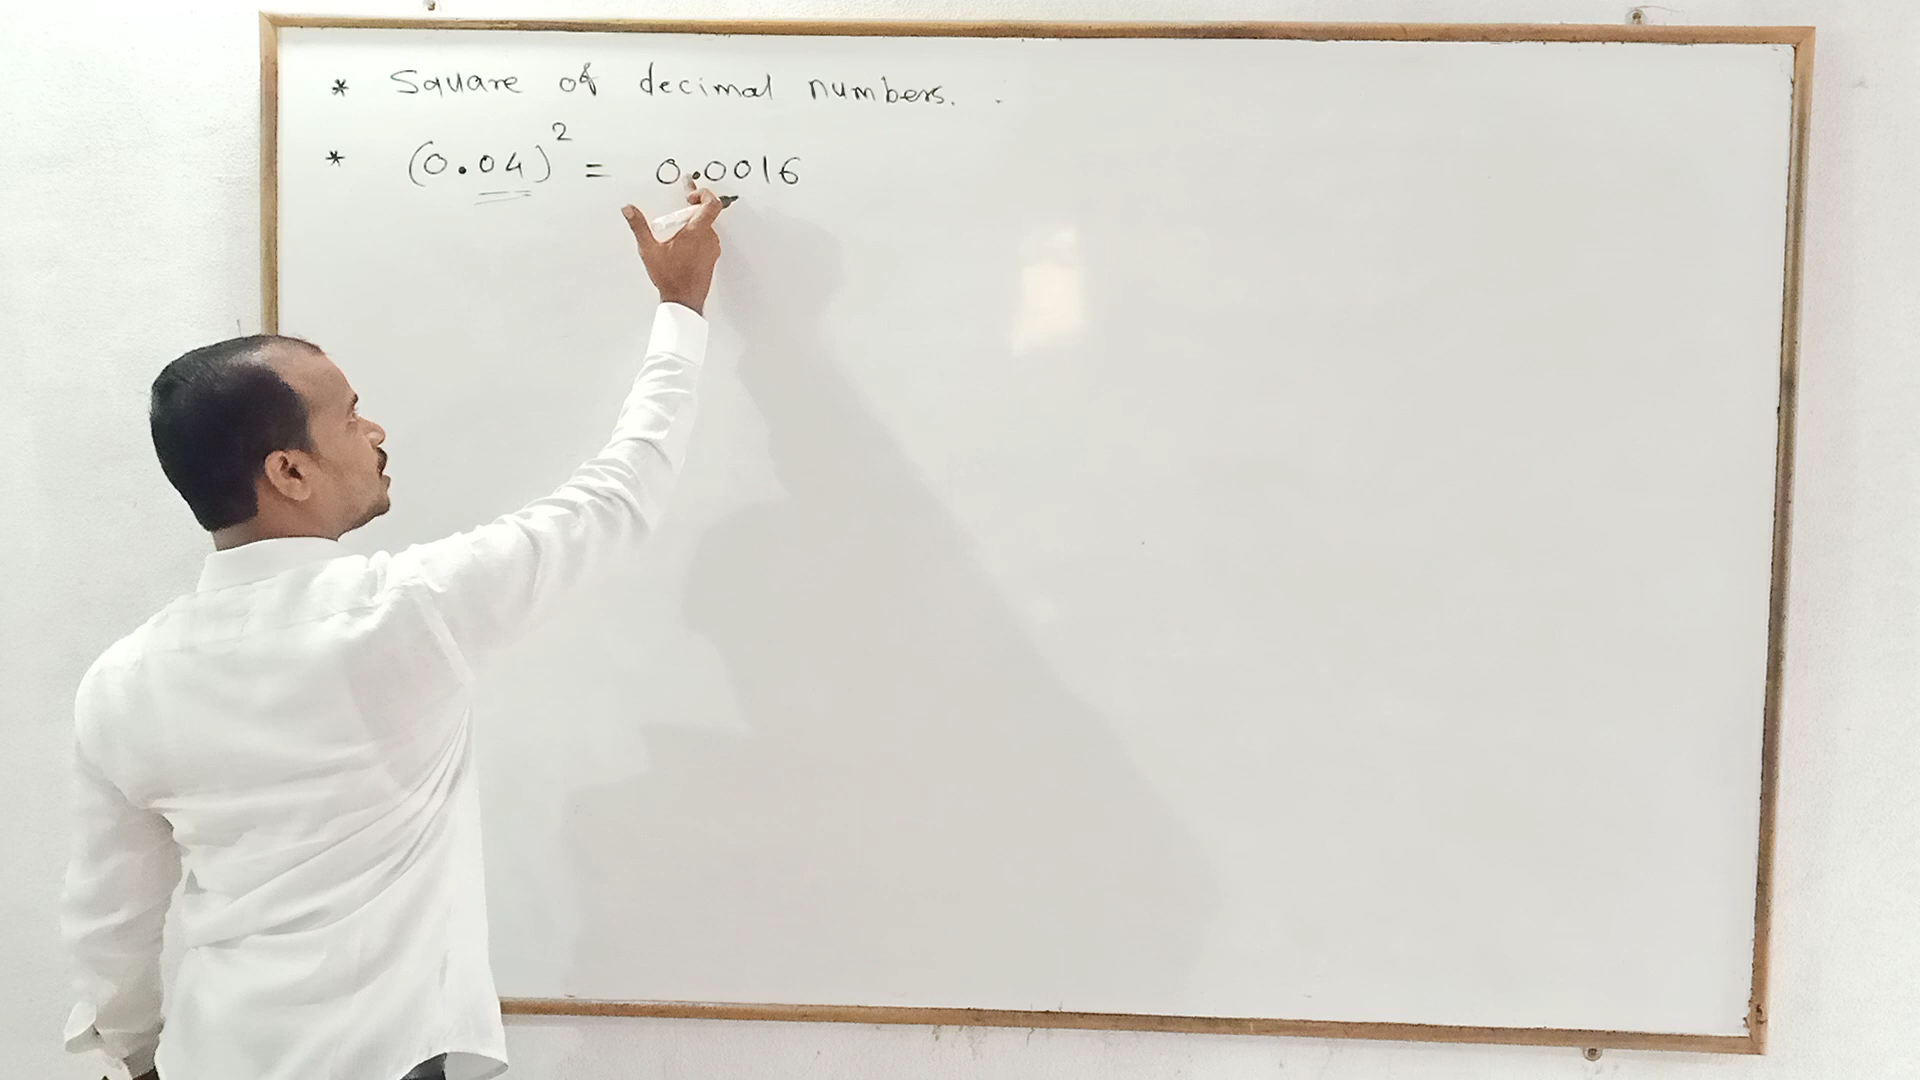 * Square of decimal numbers.
* (0.04)² = 0.0016